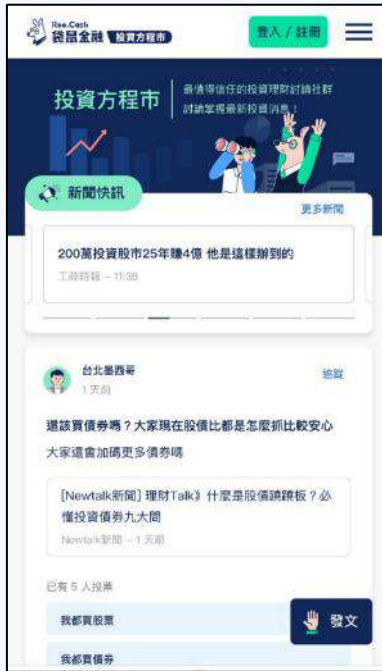 Roo.Cash
袋鼠金融 投資方程市
登入 / 註冊
投資方程市
最值得信任的投資理財討論社群
討論掌握最新投資消息！
新聞快訊
更多新聞
200萬投資股市25年賺4億 他是這樣辦到的
工商時報 – 11:38
台北墨西哥
追蹤
1 天前
還該買債券嗎？大家現在股債比都是怎麼抓比較安心
大家還會加碼更多債券嗎
[Newtalk新聞] 理財Talk》什麼是股債蹺蹺板？必
懂投資債券九大問
Newtalk新聞 – 1 天前
已有 5 人投票
我都買股票
發文
我都買債券